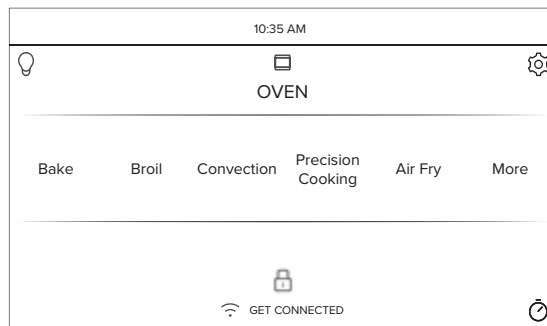 10:35 AM
OVEN
Bake Broil Convection Precision Cooking Air Fry More
GET CONNECTED